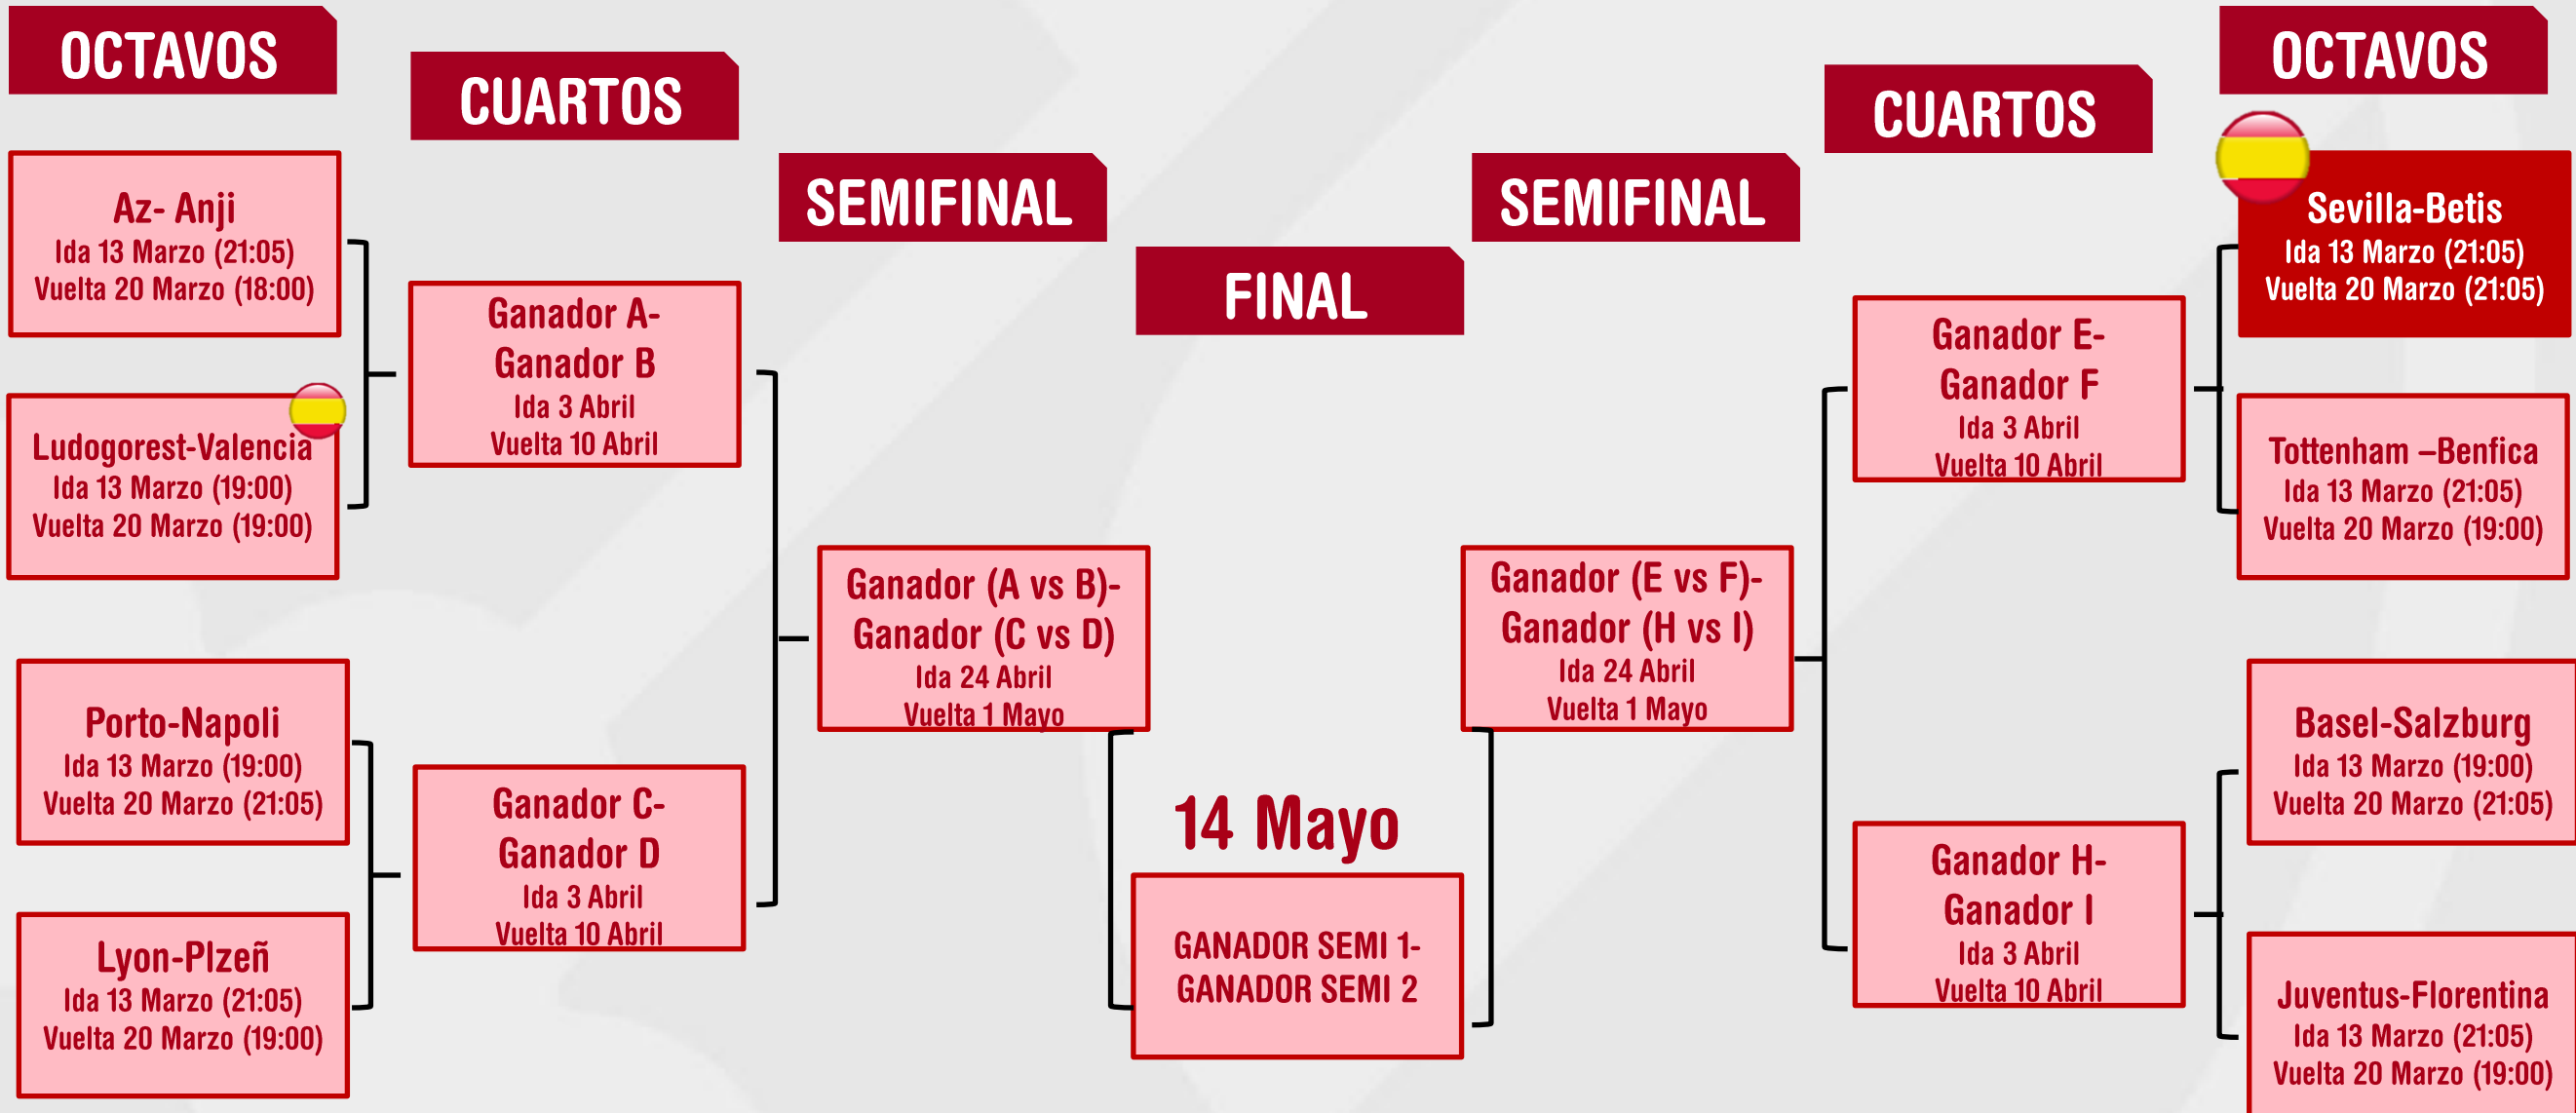 OCTAVOS
Az- Anji
Ida 13 Marzo (21:05)
Vuelta 20 Marzo (18:00)
Ludogorest-Valencia
Ida 13 Marzo (19:00)
Vuelta 20 Marzo (19:00)
Porto-Napoli
Ida 13 Marzo (19:00)
Vuelta 20 Marzo (21:05)
Lyon-Plzeñ
Ida 13 Marzo (21:05)
Vuelta 20 Marzo (19:00)
CUARTOS
Ganador A-
Ganador B
Ida 3 Abril
Vuelta 10 Abril
Ganador C-
Ganador D
Ida 3 Abril
Vuelta 10 Abril
SEMIFINAL
Ganador (A vs B)-
Ganador (C vs D)
Ida 24 Abril
Vuelta 1 Mayo
FINAL
14 Mayo
GANADOR SEMI 1-
GANADOR SEMI 2
SEMIFINAL
Ganador (E vs F)-
Ganador (H vs I)
Ida 24 Abril
Vuelta 1 Mayo
CUARTOS
Ganador E-
Ganador F
Ida 3 Abril
Vuelta 10 Abril
Ganador H-
Ganador I
Ida 3 Abril
Vuelta 10 Abril
OCTAVOS
Sevilla-Betis
Ida 13 Marzo (21:05)
Vuelta 20 Marzo (21:05)
Tottenham –Benfica
Ida 13 Marzo (21:05)
Vuelta 20 Marzo (19:00)
Basel-Salzburg
Ida 13 Marzo (19:00)
Vuelta 20 Marzo (21:05)
Juventus-Florentina
Ida 13 Marzo (21:05)
Vuelta 20 Marzo (19:00)